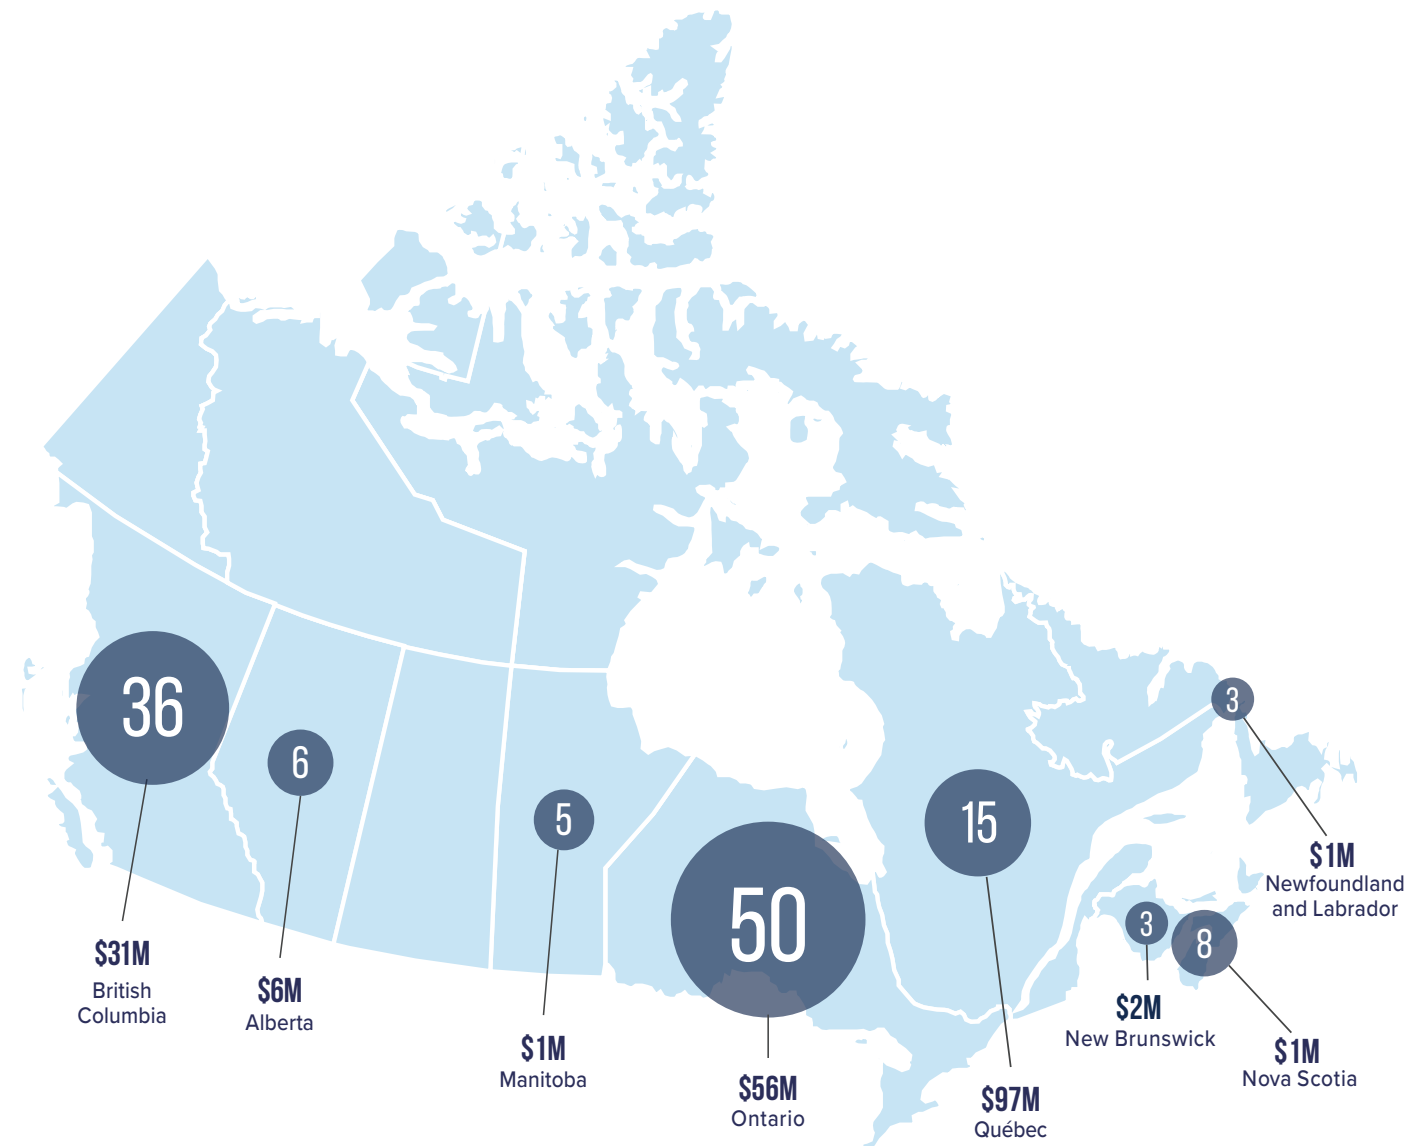 36
$31M
British
Columbia
6
$6M
Alberta
5
$1M
Manitoba
50
$56M
Ontario
15
$97M
Québec
3
$2M
New Brunswick
8
$1M
Nova Scotia
3
$1M
Newfoundland
and Labrador